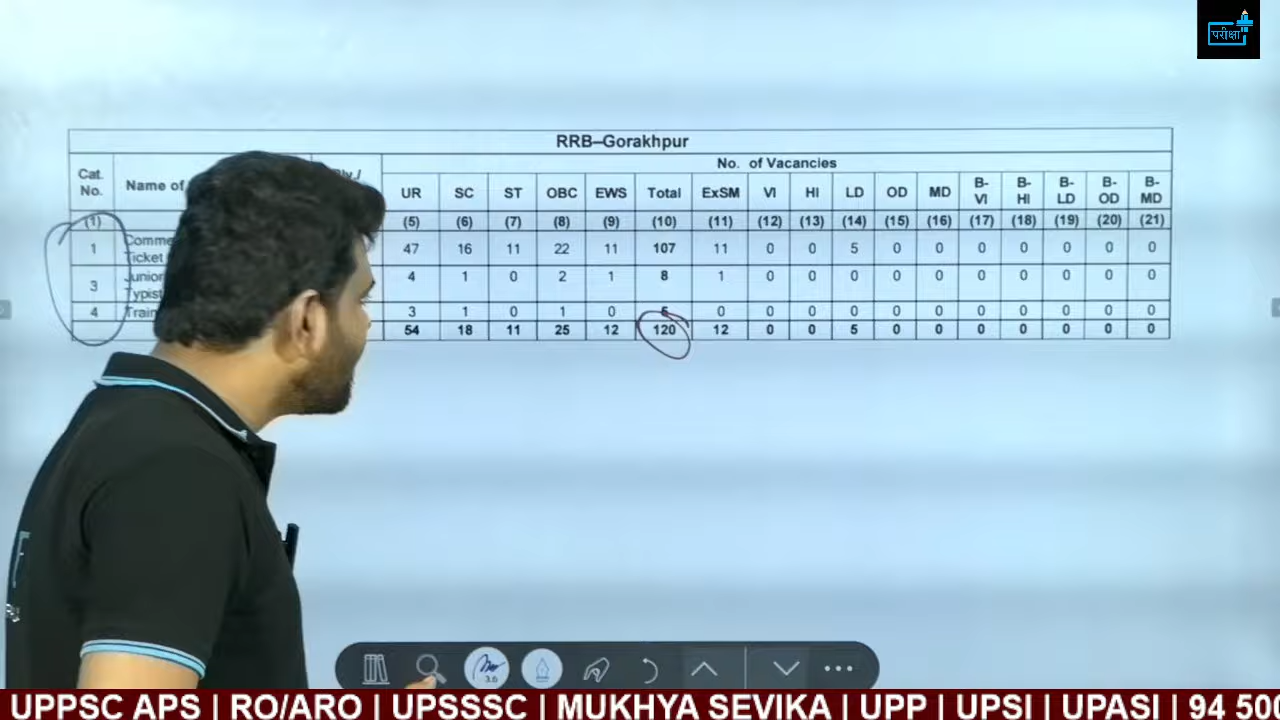 परीक्षा
RRB–Gorakhpur
No. of Vacancies
Cat. No. Name of UR SC ST OBC EWS Total ExSM VI HI LD OD MD B-VI B-HI B-LD B-OD B-MD
(1) (5) (6) (7) (8) (9) (10) (11) (12) (13) (14) (15) (16) (17) (18) (19) (20) (21)
1 Ticket 47 16 11 22 11 107 11 0 0 5 0 0 0 0 0 0 0
3 Junior 4 1 0 2 1 8 1 0 0 0 0 0 0 0 0 0 0
4 3 1 0 1 0 5 0 0 0 0 0 0 0 0 0 0 0
54 18 11 25 12 120 12 0 0 5 0 0 0 0 0 0 0
3.0
UPPSC APS | RO/ARO | UPSSSC | MUKHYA SEVIKA | UPP | UPSI | UPASI | 94 500